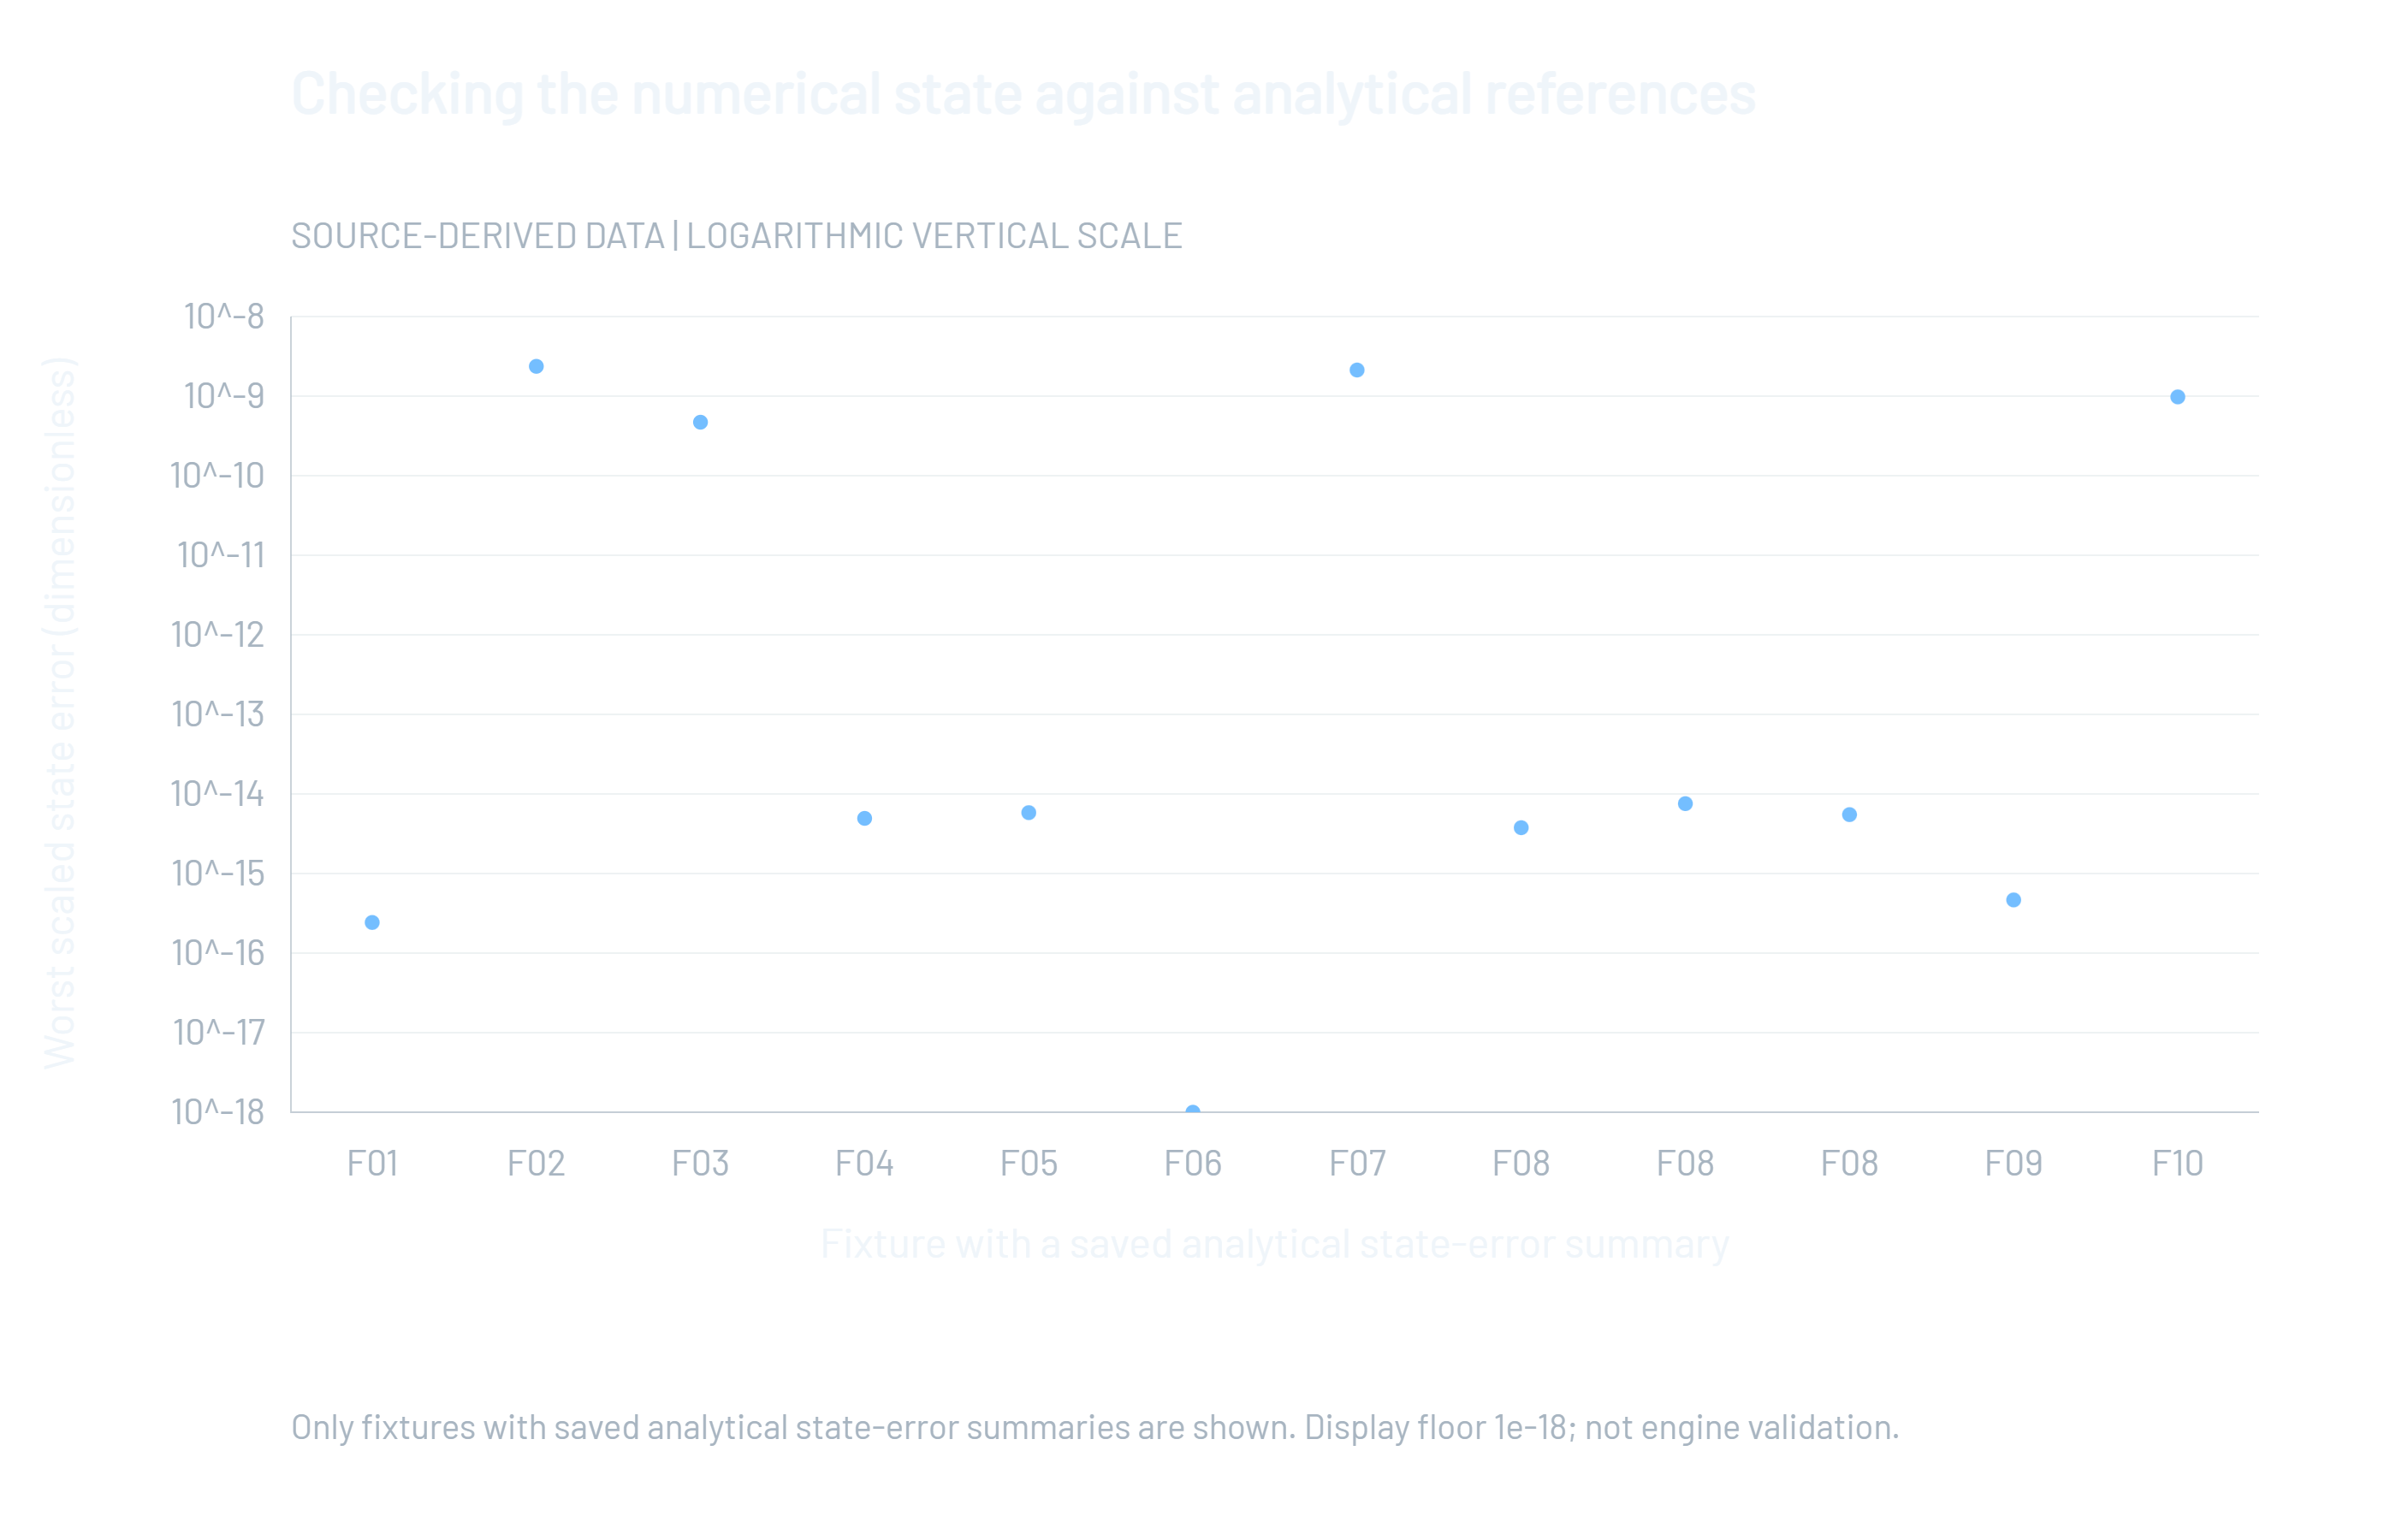 Checking the numerical state against analytical references
SOURCE-DERIVED DATA | LOGARITHMIC VERTICAL SCALE
Worst scaled state error (dimensionless)
10^-8
10^-9
10^-10
10^-11
10^-12
10^-13
10^-14
10^-15
10^-16
10^-17
10^-18
F01 F02 F03 F04 F05 F06 F07 F08 F08 F08 F09 F10
Fixture with a saved analytical state-error summary
Only fixtures with saved analytical state-error summaries are shown. Display floor 1e-18; not engine validation.